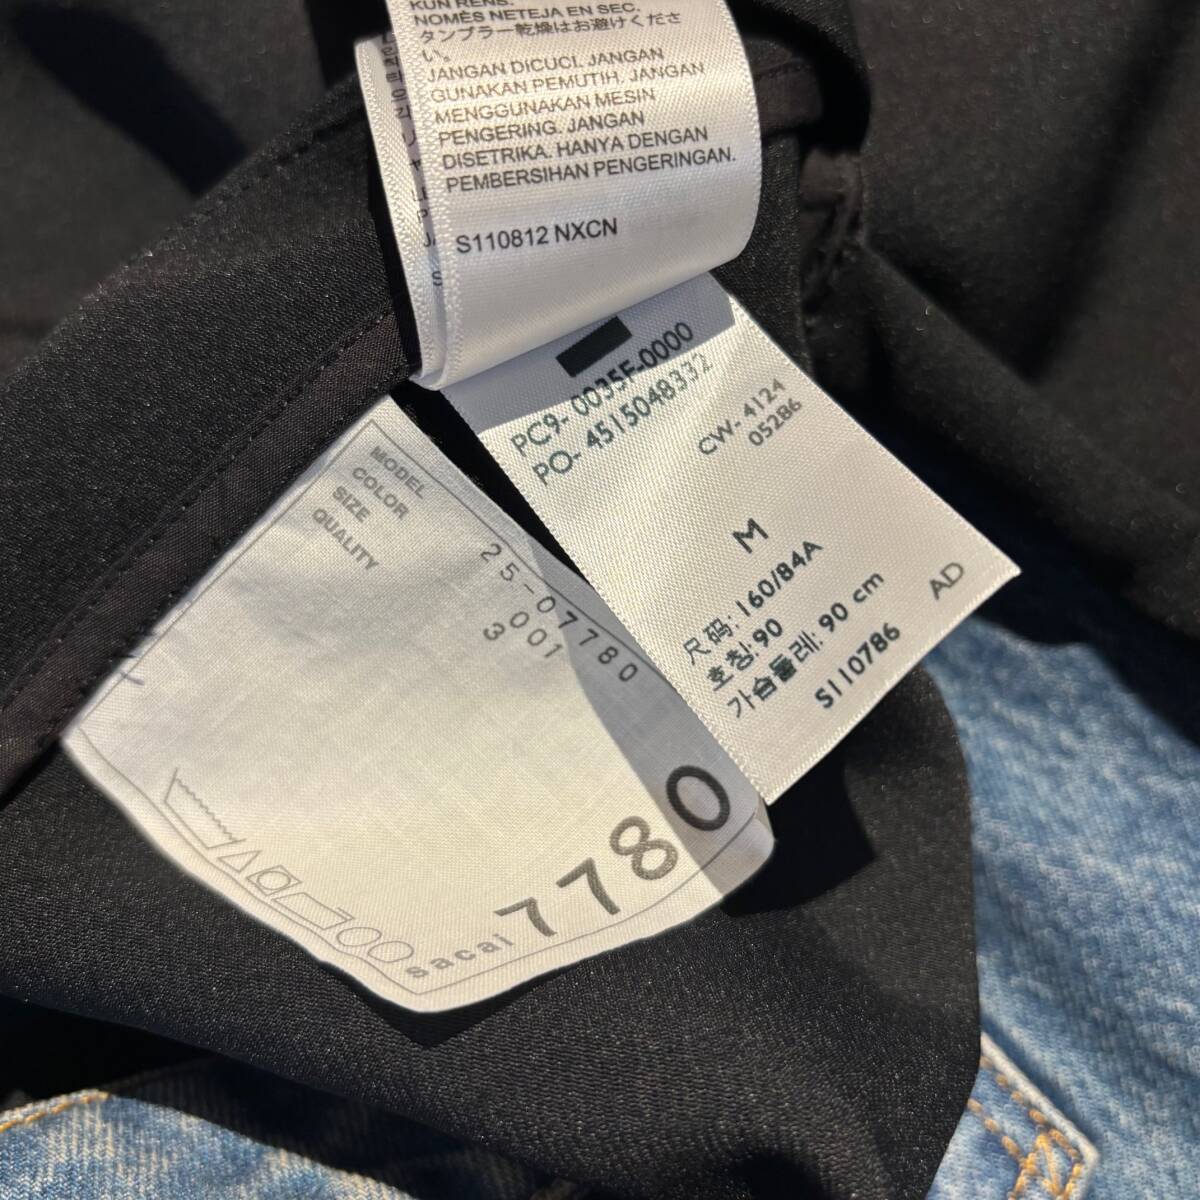 KUN RENS.
NOMÉS NETEJA EN SEC.
タンブラー乾燥はお避けくださ
い。
JANGAN DICUCI. JANGAN
GUNAKAN PEMUTIH. JANGAN
MENGGUNAKAN MESIN
PENGERING. JANGAN
DISETRIKA. HANYA DENGAN
PEMBERSIHAN PENGERINGAN.
S110812 NXCN
PC9- 0035F-0000
PO- 4515048332
CW- 4124
05286
M
尺码: 160/84A
호칭: 90
가슴둘레: 90 cm
S110786
AD
MODEL 25-07780
COLOR 001
SIZE 3
QUALITY
sacai 7780